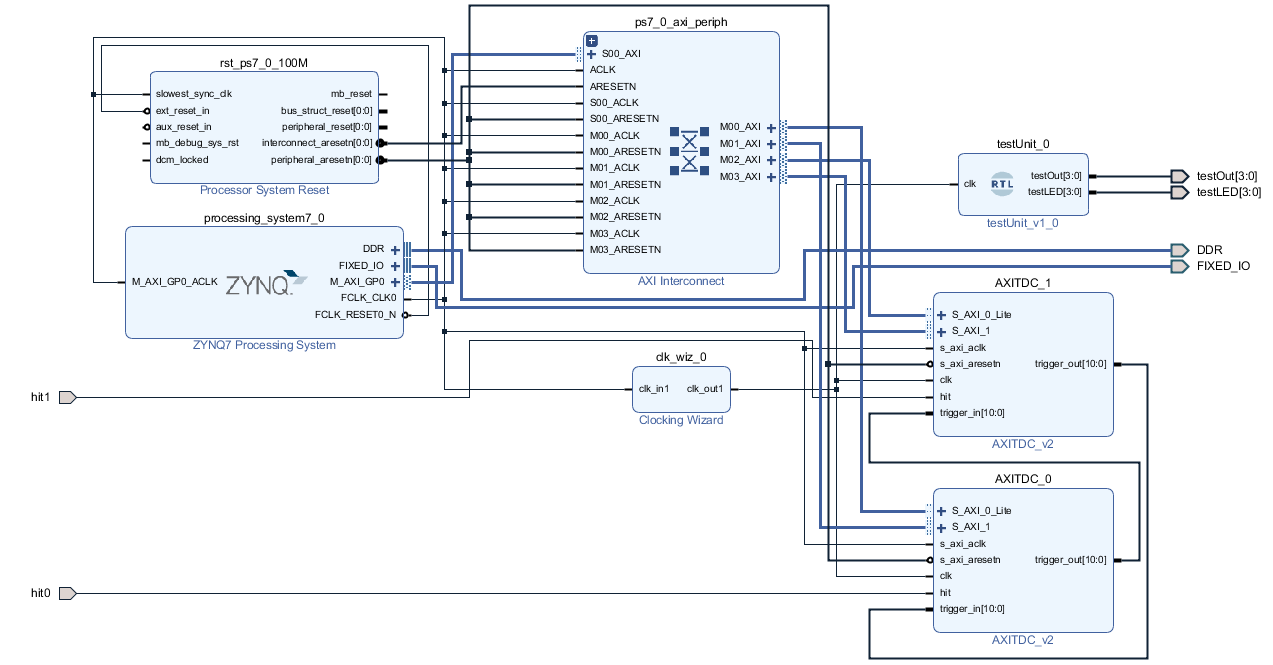 rst_ps7_0_100M
slowest_sync_clk
ext_reset_in
aux_reset_in
mb_debug_sys_rst
dcm_locked
mb_reset
bus_struct_reset[0:0]
peripheral_reset[0:0]
interconnect_aresetn[0:0]
peripheral_aresetn[0:0]
Processor System Reset
processing_system7_0
M_AXI_GP0_ACLK
ZYNQ.
DDR
FIXED_IO
M_AXI_GP0
FCLK_CLK0
FCLK_RESET0_N
ZYNQ7 Processing System
hit1
hit0
ps7_0_axi_periph
S00_AXI
ACLK
ARESETN
S00_ACLK
S00_ARESETN
M00_ACLK
M00_ARESETN
M01_ACLK
M01_ARESETN
M02_ACLK
M02_ARESETN
M03_ACLK
M03_ARESETN
M00_AXI
M01_AXI
M02_AXI
M03_AXI
AXI Interconnect
clk_wiz_0
clk_in1
clk_out1
Clocking Wizard
testUnit_0
clk
RTL
testOut[3:0]
testLED[3:0]
testUnit_v1_0
testOut[3:0]
testLED[3:0]
DDR
FIXED_IO
AXITDC_1
S_AXI_0_Lite
S_AXI_1
s_axi_aclk
s_axi_aresetn
clk
hit
trigger_in[10:0]
trigger_out[10:0]
AXITDC_v2
AXITDC_0
S_AXI_0_Lite
S_AXI_1
s_axi_aclk
s_axi_aresetn
clk
hit
trigger_in[10:0]
trigger_out[10:0]
AXITDC_v2